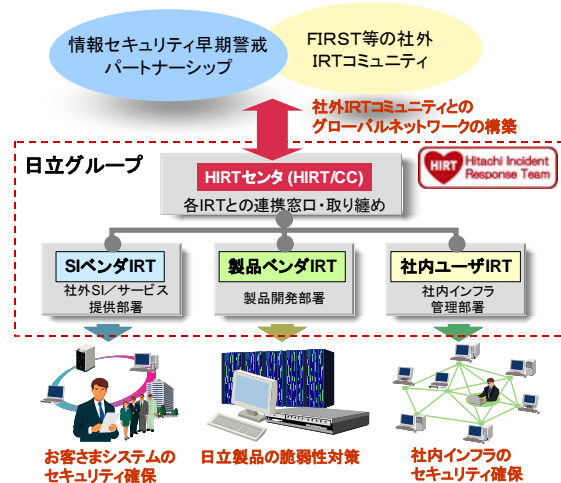 情報セキュリティ早期警戒
パートナーシップ
FIRST等の社外
IRTコミュニティ
社外IRTコミュニティとの
グローバルネットワークの構築
日立グループ
HIRT
Hitachi Incident
Response Team
HIRTセンタ (HIRT/CC)
各IRTとの連携窓口・取り纏め
SIベンダIRT
社外SI／サービス
提供部署
製品ベンダIRT
製品開発部署
社内ユーザIRT
社内インフラ
管理部署
お客さまシステムの
セキュリティ確保
日立製品の脆弱性対策
社内インフラの
セキュリティ確保